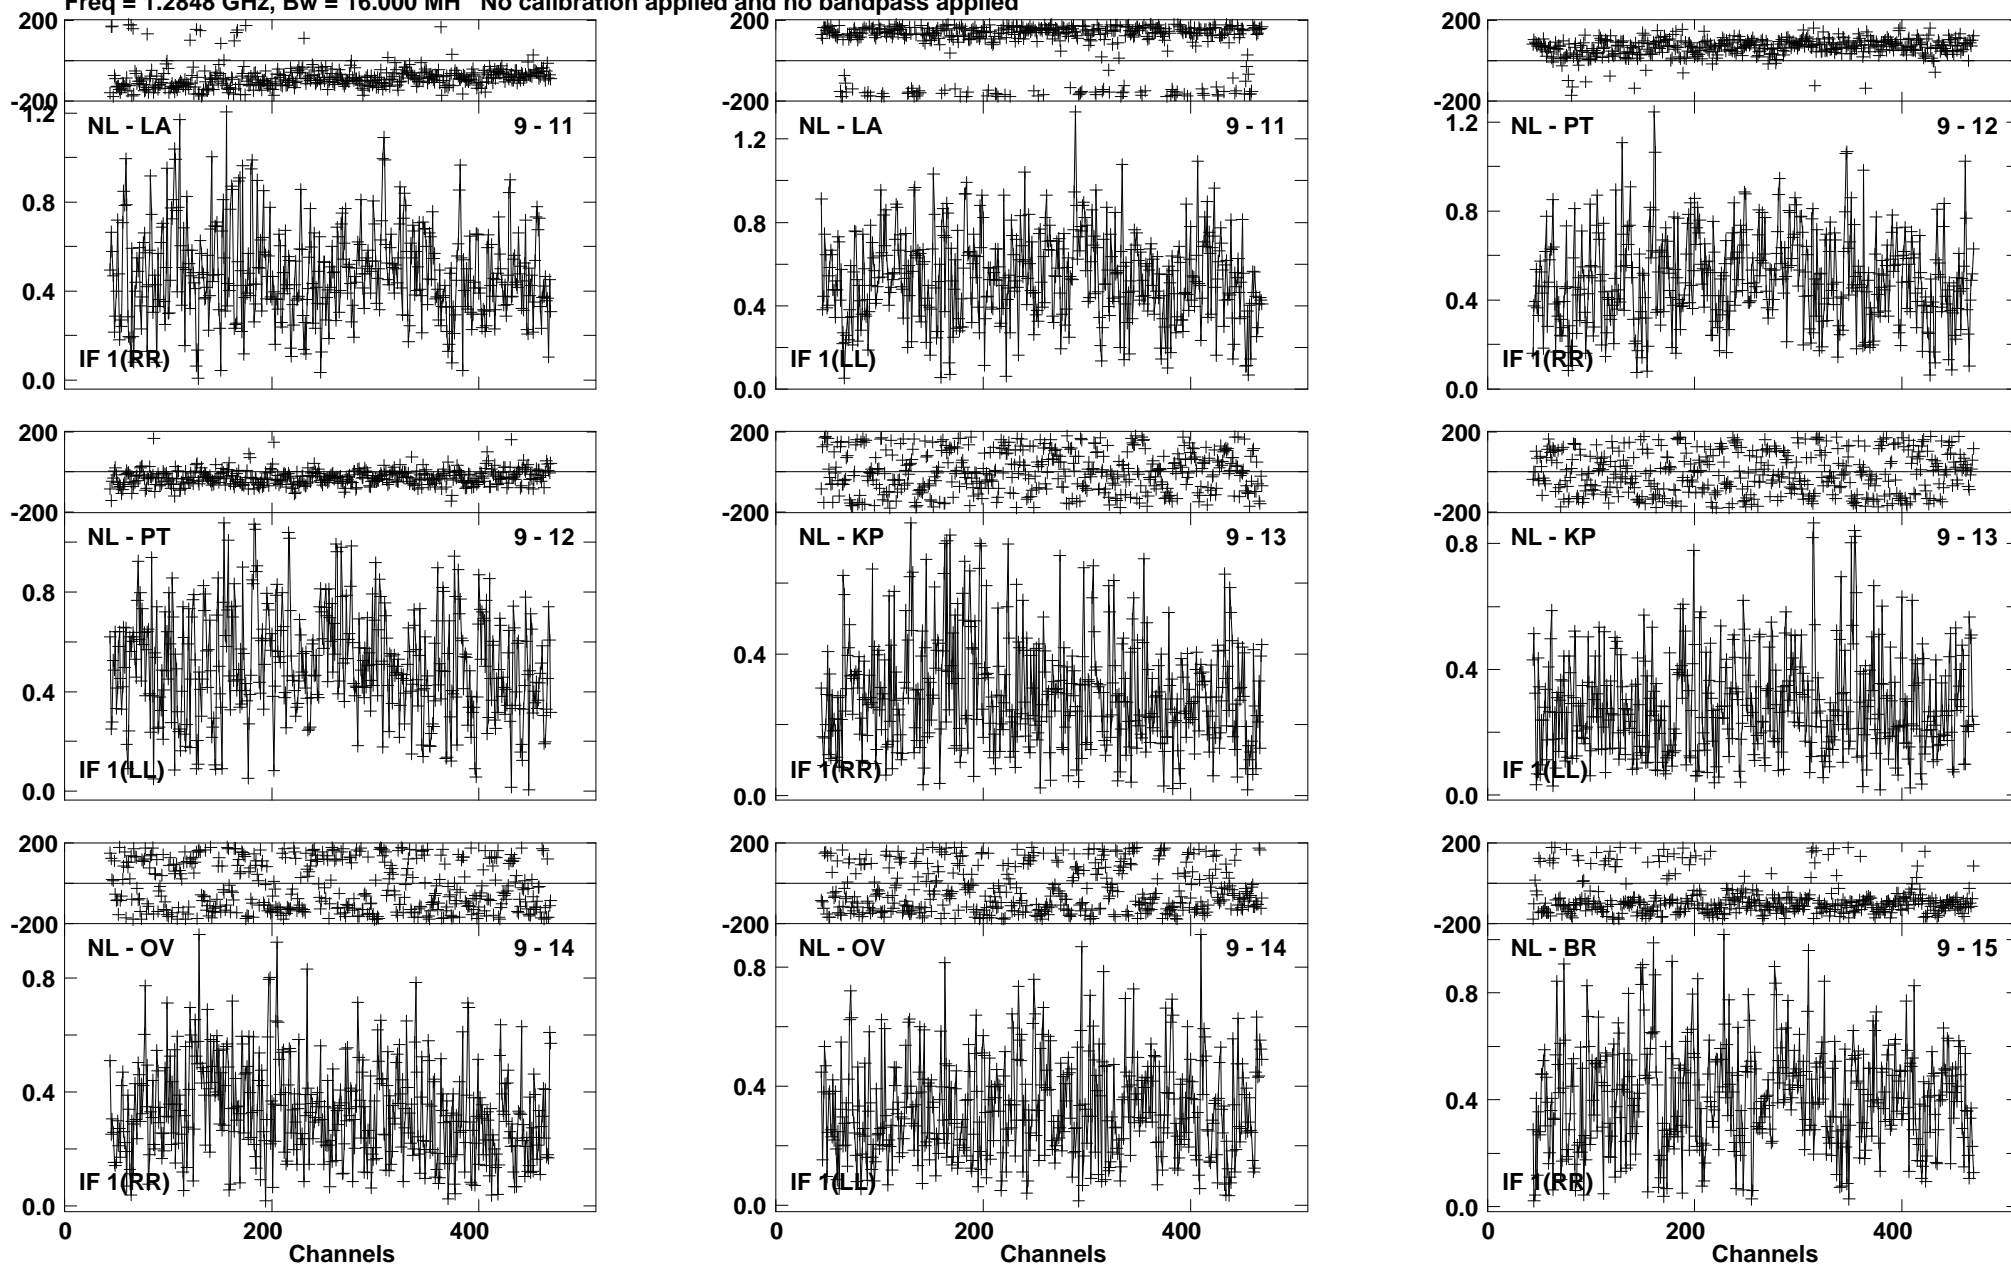 Freq = 1.2848 GHz, Bw = 16.000 MH No calibration applied and no bandpass applied
200 200 200
-200 -200 -200
1.2 NL - LA 9 - 11 1.2 NL - LA 9 - 11 1.2 NL - PT 9 - 12
0.8 0.8 0.8
0.4 0.4 0.4
IF 1(RR) IF 1(LL) IF 1(RR)
0.0 0.0 0.0
200 200 200
-200 -200 -200
NL - PT 9 - 12 NL - KP 9 - 13 NL - KP 9 - 13
0.8 0.8
0.4 0.4 0.4
IF 1(LL) IF 1(RR) IF 1(LL)
0.0 0.0 0.0
200 200 200
-200 -200 -200
NL - OV 9 - 14 NL - OV 9 - 14 NL - BR 9 - 15
0.8 0.8 0.8
0.4 0.4 0.4
IF 1(RR) IF 1(LL) IF 1(RR)
0.0 0.0 0.0
0 200 400 0 200 400 0 200 400
Channels Channels Channels